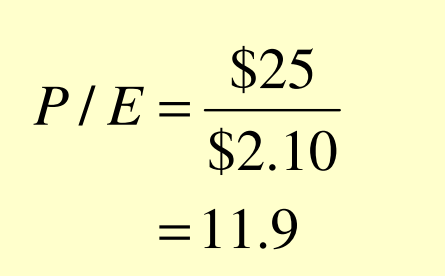 P / E = $25 / $2.10
= 11.9